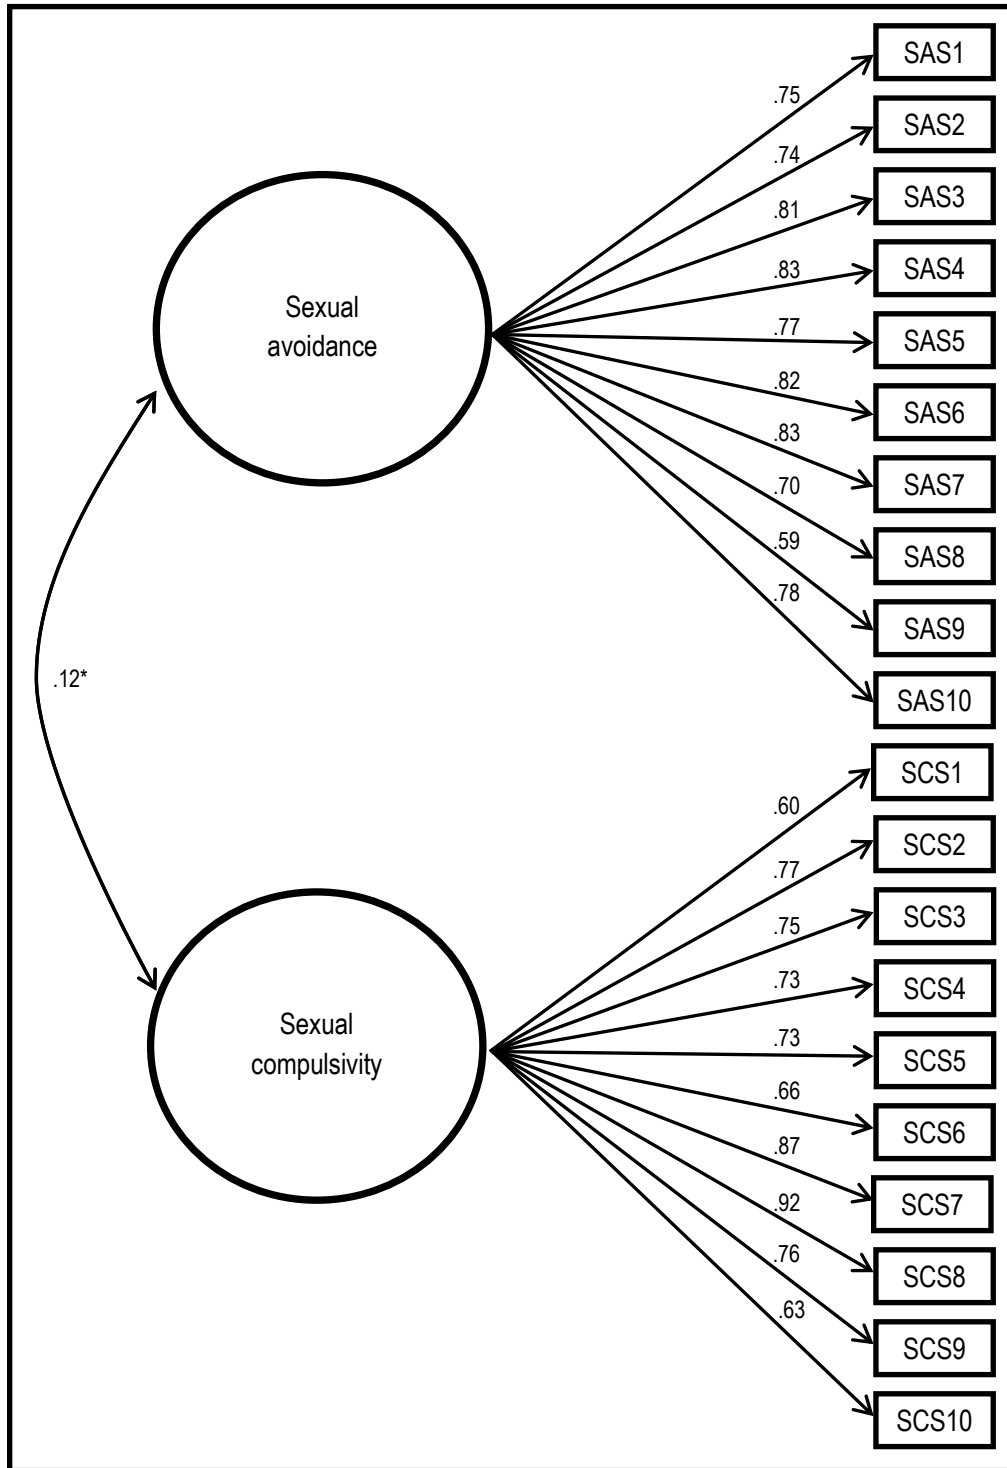 SAS1
.75
SAS2
.74
SAS3
.81
SAS4
.83
SAS5
.77
SAS6
.82
SAS7
.83
SAS8
.70
SAS9
.59
SAS10
.78
Sexual
avoidance
.12*
SCS1
.60
SCS2
.77
SCS3
.75
SCS4
.73
SCS5
.73
SCS6
.66
SCS7
.87
SCS8
.92
SCS9
.76
SCS10
.63
Sexual
compulsivity